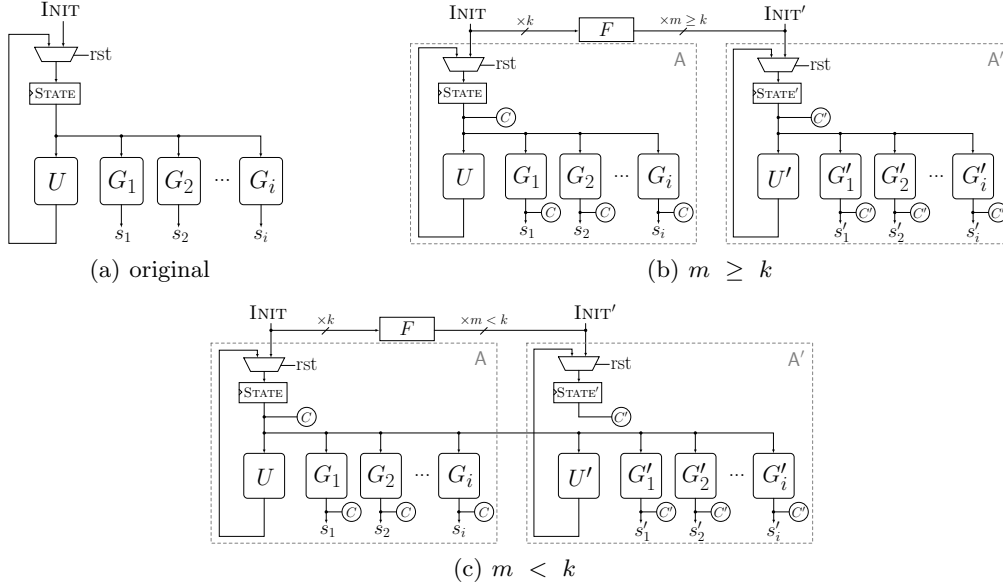 INIT
rst
STATE
U G₁ G₂ ... Gᵢ
s₁ s₂ sᵢ
(a) original
INIT ×k F ×m ≥ k INIT′
A A′
rst rst
STATE STATE′
C C′
U G₁ G₂ ... Gᵢ U′ G′₁ G′₂ ... G′ᵢ
C C C C′ C′ C′
s₁ s₂ sᵢ s′₁ s′₂ s′ᵢ
(b) m ≥ k
INIT ×k F ×m < k INIT′
A A′
rst rst
STATE STATE′
C C′
U G₁ G₂ ... Gᵢ U′ G′₁ G′₂ ... G′ᵢ
C C C C′ C′ C′
s₁ s₂ sᵢ s′₁ s′₂ s′ᵢ
(c) m < k